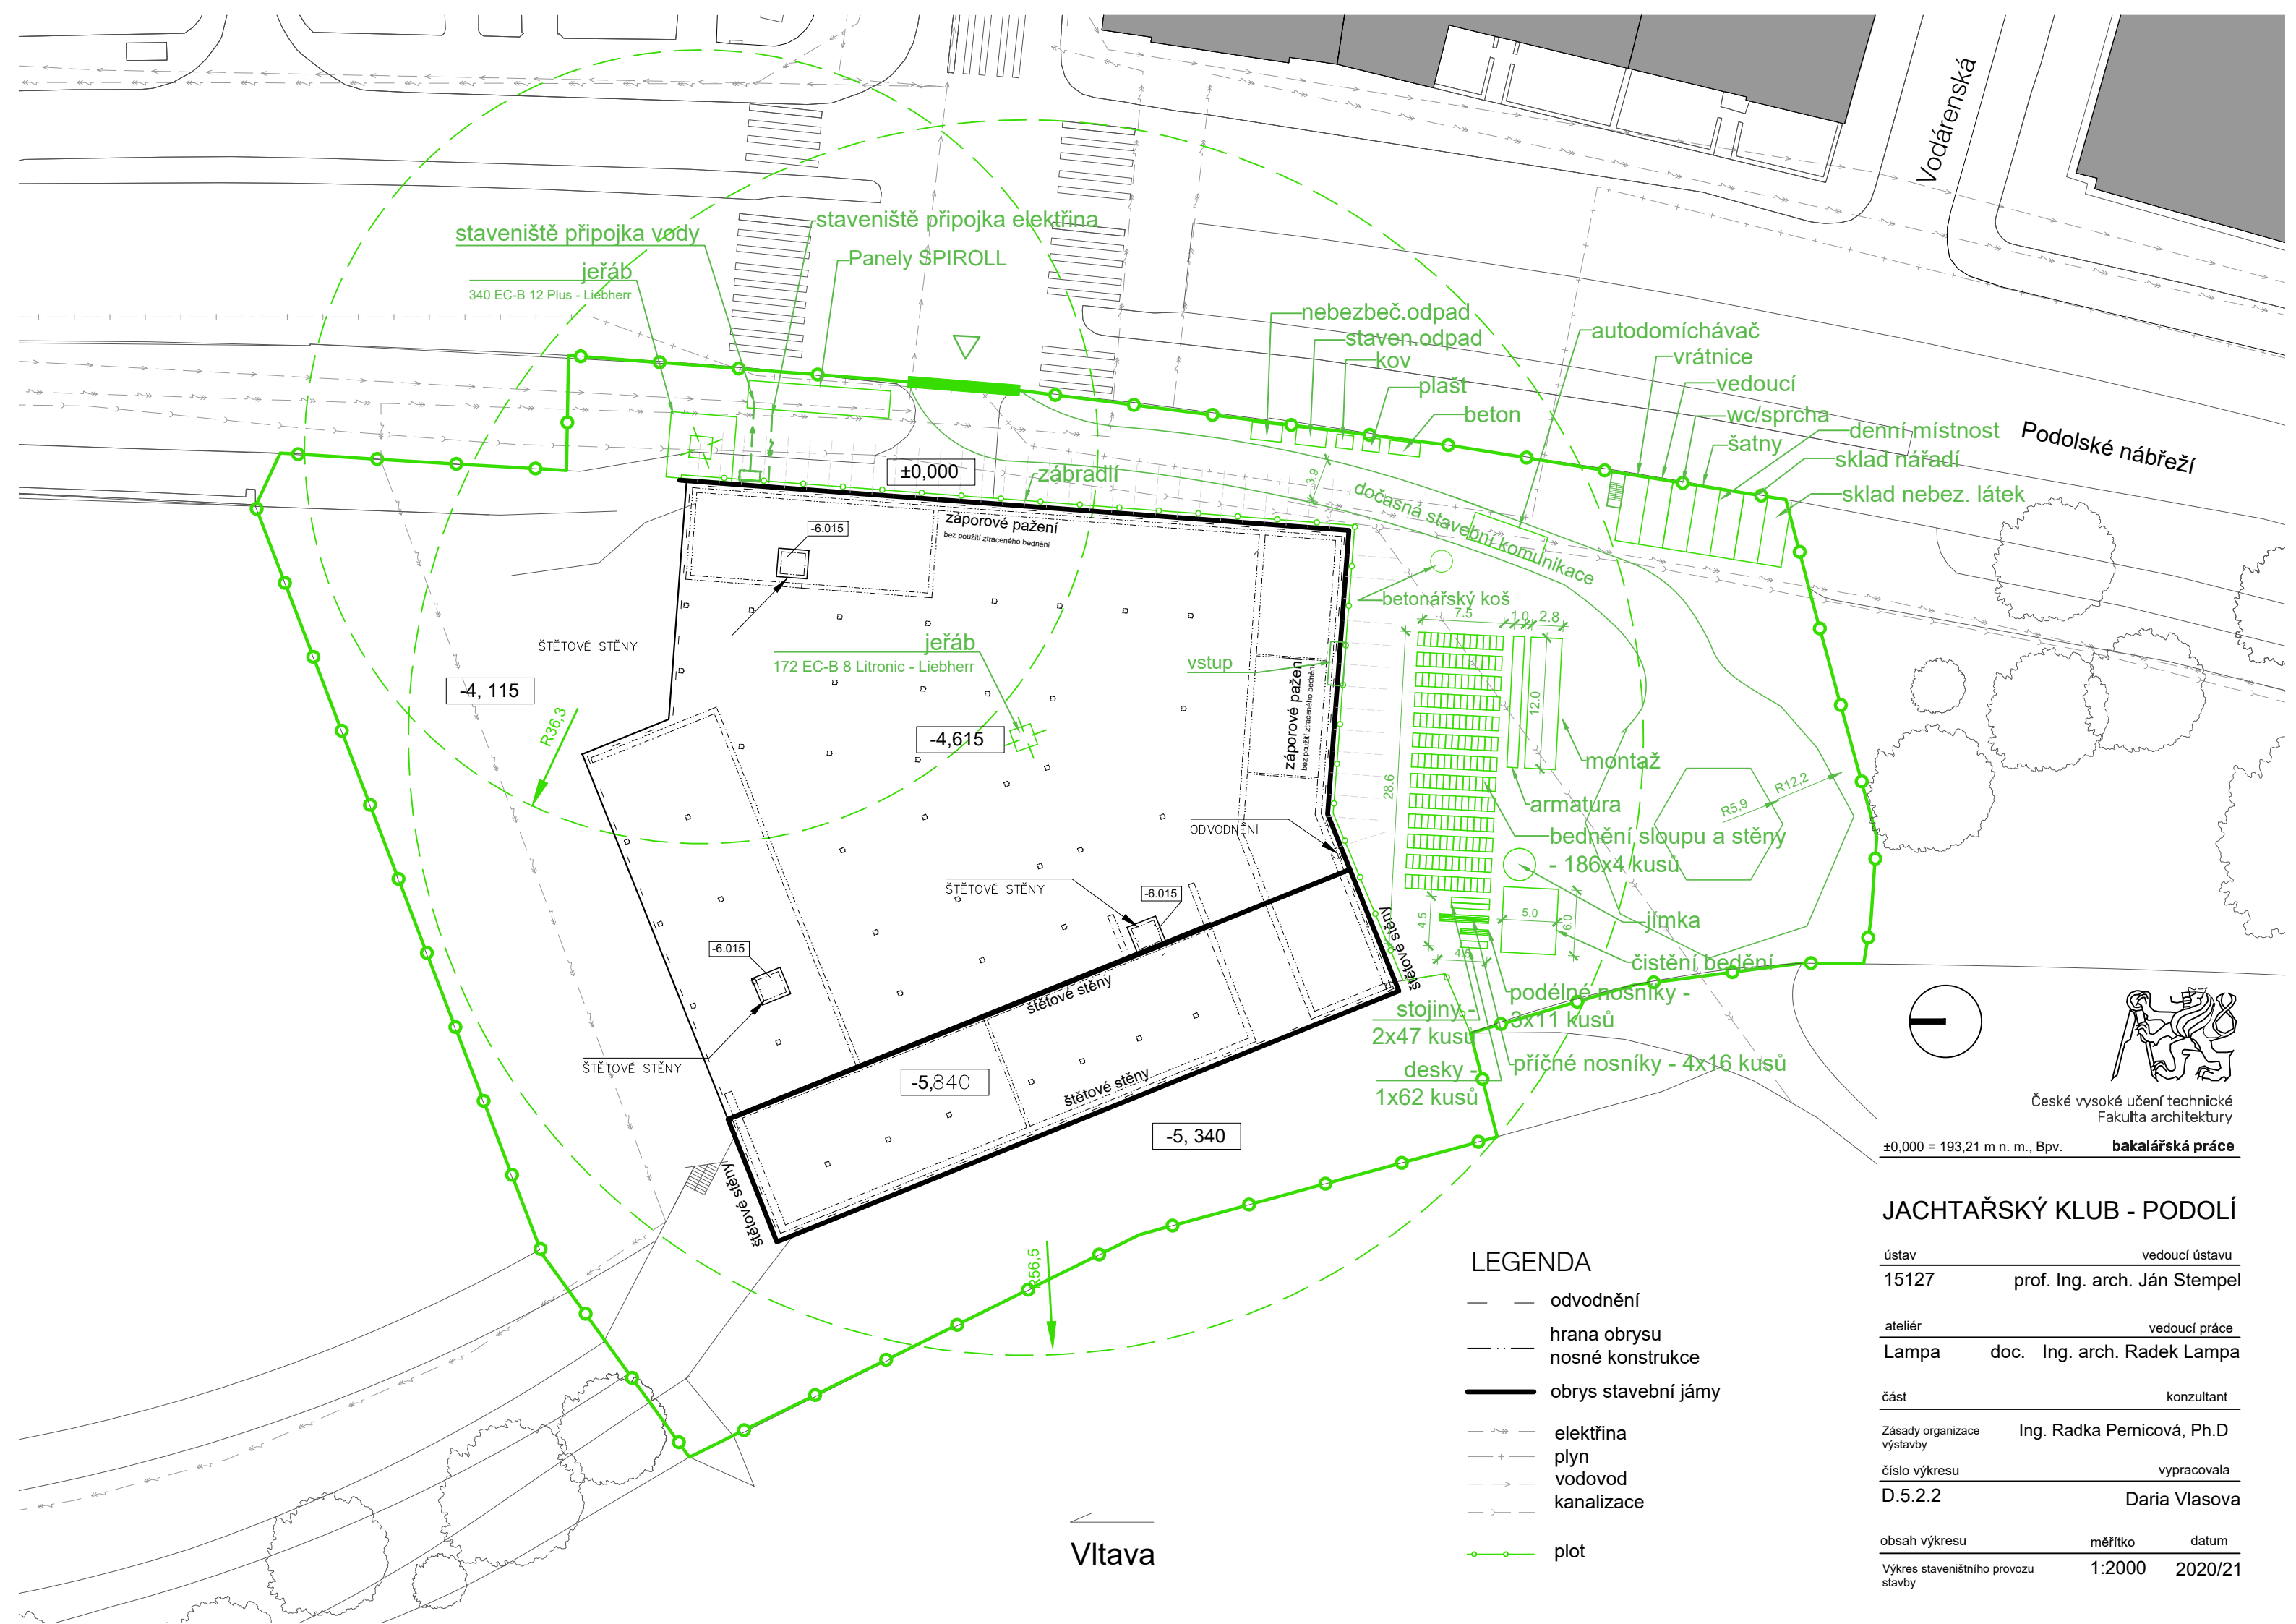 Vodárenská
Podolské nábřeží
staveniště připojka vody
staveniště připojka elektřina
Panely SPIROLL
jeřáb
340 EC-B 12 Plus - Liebherr
nebezbeč.odpad
staven.odpad
kov
plašt
beton
autodomíchávač
vrátnice
vedoucí
wc/sprcha
šatny
denní místnost
sklad nářadí
sklad nebez. látek
±0,000
zábradlí
3,9
dočasná stavební komunikace
záporové pažení
bez použití ztraceného bednění
-6.015
ŠTĚTOVÉ STĚNY
betonářský koš
7.5
1.0
2.8
jeřáb
172 EC-B 8 Litronic - Liebherr
vstup
záporové pažení
bez použití ztraceného bednění
-4, 115
R36,3
-4,615
12.0
28.6
montaž
armatura
R5,9
R12,2
ODVODNĚNÍ
bednění sloupu a stěny
- 186x4 kusů
ŠTĚTOVÉ STĚNY
-6.015
4.5
5.0
6.0
4.5
jímka
čistění bedění
štětové stěny
-6.015
štětové stěny
stojiny -
2x47 kusů
podélné nosníky -
3x11 kusů
desky -
1x62 kusů
příčné nosníky - 4x16 kusů
ŠTĚTOVÉ STĚNY
-5,840
štětové stěny
-5, 340
štětové stěny
R56,5
Vltava
LEGENDA
odvodnění
hrana obrysu
nosné konstrukce
obrys stavební jámy
elektřina
plyn
vodovod
kanalizace
plot
České vysoké učení technické
Fakulta architektury
±0,000 = 193,21 m n. m., Bpv.
bakalářská práce
JACHTAŘSKÝ KLUB - PODOLÍ
ústav vedoucí ústavu
15127 prof. Ing. arch. Ján Stempel
ateliér vedoucí práce
Lampa doc. Ing. arch. Radek Lampa
část konzultant
Zásady organizace
výstavby
Ing. Radka Pernicová, Ph.D
číslo výkresu vypracovala
D.5.2.2 Daria Vlasova
obsah výkresu měřítko datum
Výkres staveništního provozu
stavby
1:2000 2020/21